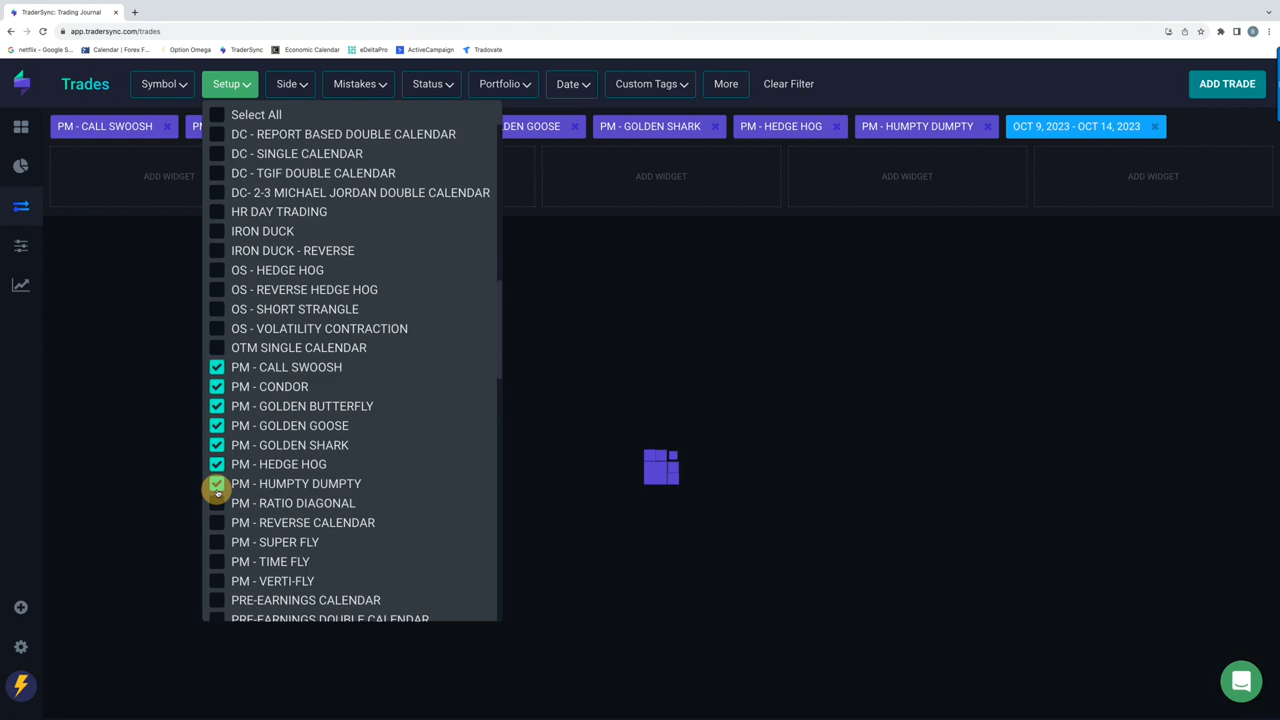 TraderSync: Trading Journal
app.tradersync.com/trades
netflix - Google S...
Calendar | Forex F...
Option Omega
TraderSync
Economic Calendar
eDeltaPro
ActiveCampaign
Tradovate
Trades
Symbol
Setup
Side
Mistakes
Status
Portfolio
Date
Custom Tags
More
Clear Filter
ADD TRADE
PM - CALL SWOOSH
DEN GOOSE
PM - GOLDEN SHARK
PM - HEDGE HOG
PM - HUMPTY DUMPTY
OCT 9, 2023 - OCT 14, 2023
ADD WIDGET
ADD WIDGET
ADD WIDGET
ADD WIDGET
Select All
DC - REPORT BASED DOUBLE CALENDAR
DC - SINGLE CALENDAR
DC - TGIF DOUBLE CALENDAR
DC- 2-3 MICHAEL JORDAN DOUBLE CALENDAR
HR DAY TRADING
IRON DUCK
IRON DUCK - REVERSE
OS - HEDGE HOG
OS - REVERSE HEDGE HOG
OS - SHORT STRANGLE
OS - VOLATILITY CONTRACTION
OTM SINGLE CALENDAR
PM - CALL SWOOSH
PM - CONDOR
PM - GOLDEN BUTTERFLY
PM - GOLDEN GOOSE
PM - GOLDEN SHARK
PM - HEDGE HOG
PM - HUMPTY DUMPTY
PM - RATIO DIAGONAL
PM - REVERSE CALENDAR
PM - SUPER FLY
PM - TIME FLY
PM - VERTI-FLY
PRE-EARNINGS CALENDAR
PRE-EARNINGS DOUBLE CALENDAR